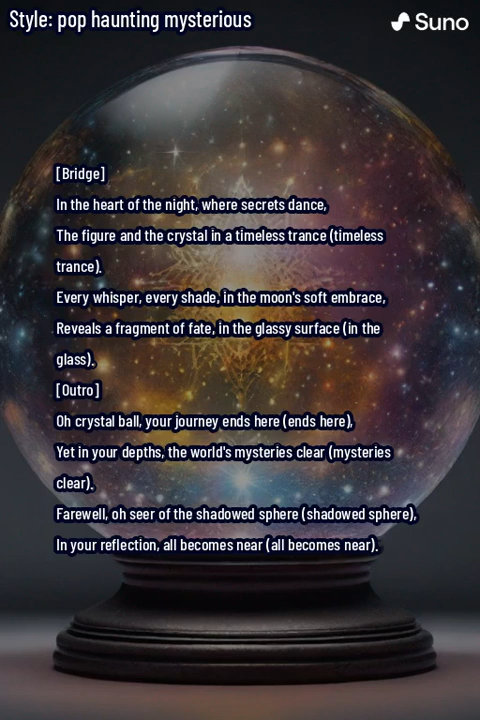 Style: pop haunting mysterious
Suno
[Bridge]
In the heart of the night, where secrets dance,
The figure and the crystal in a timeless trance (timeless
trance).
Every whisper, every shade, in the moon's soft embrace,
Reveals a fragment of fate, in the glassy surface (in the
glass).
[Outro]
Oh crystal ball, your journey ends here (ends here),
Yet in your depths, the world's mysteries clear (mysteries
clear).
Farewell, oh seer of the shadowed sphere (shadowed sphere),
In your reflection, all becomes near (all becomes near).